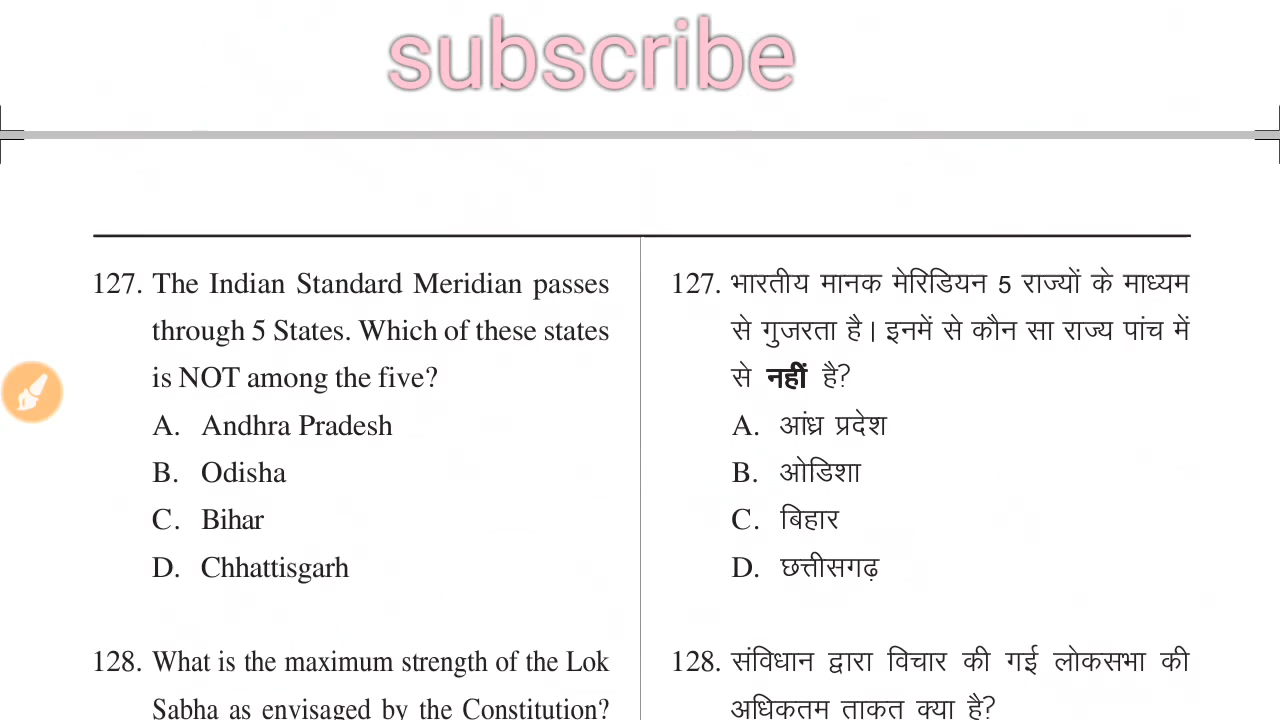 subscribe
127. The Indian Standard Meridian passes
through 5 States. Which of these states
is NOT among the five?
A. Andhra Pradesh
B. Odisha
C. Bihar
D. Chhattisgarh
128. What is the maximum strength of the Lok
Sabha as envisaged by the Constitution?
127. भारतीय मानक मेरिडियन 5 राज्यों के माध्यम
से गुजरता है। इनमें से कौन सा राज्य पांच में
से नहीं है?
A. आंध्र प्रदेश
B. ओडिशा
C. बिहार
D. छत्तीसगढ़
128. संविधान द्वारा विचार की गई लोकसभा की
अधिकतम ताकत क्या है?